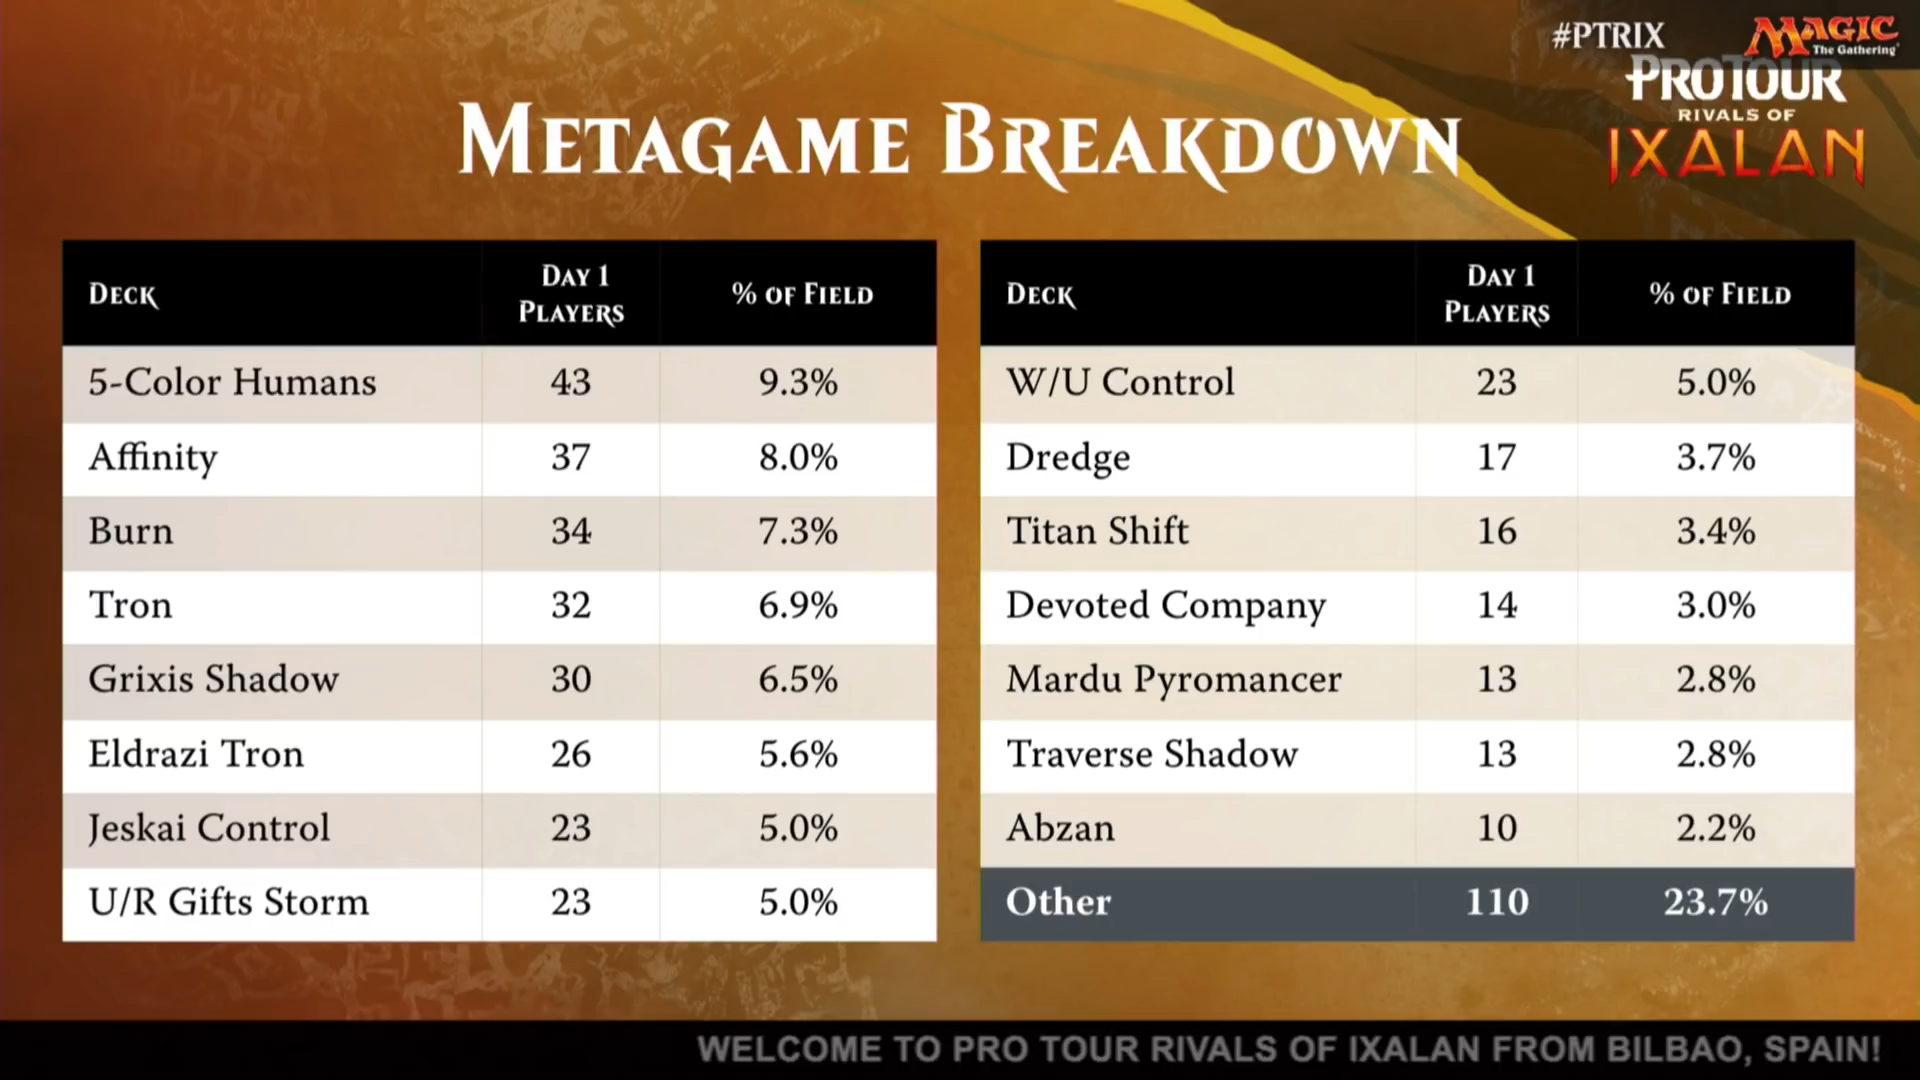 #PTRIX
MAGIC
The Gathering
PRO TOUR
RIVALS OF
IXALAN
METAGAME BREAKDOWN
DECK DAY 1 PLAYERS % OF FIELD
5-Color Humans 43 9.3%
Affinity 37 8.0%
Burn 34 7.3%
Tron 32 6.9%
Grixis Shadow 30 6.5%
Eldrazi Tron 26 5.6%
Jeskai Control 23 5.0%
U/R Gifts Storm 23 5.0%
DECK DAY 1 PLAYERS % OF FIELD
W/U Control 23 5.0%
Dredge 17 3.7%
Titan Shift 16 3.4%
Devoted Company 14 3.0%
Mardu Pyromancer 13 2.8%
Traverse Shadow 13 2.8%
Abzan 10 2.2%
Other 110 23.7%
WELCOME TO PRO TOUR RIVALS OF IXALAN FROM BILBAO, SPAIN!